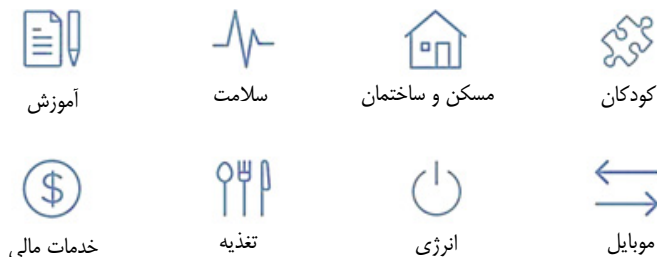 کودکان
مسکن و ساختمان
سلامت
آموزش
موبایل
انرژی
تغذیه
خدمات مالی